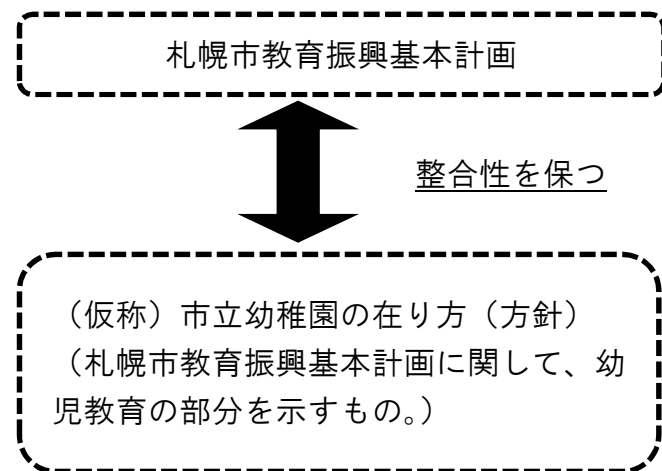 札幌市教育振興基本計画
整合性を保つ
（仮称）市立幼稚園の在り方（方針）
（札幌市教育振興基本計画に関して、幼
児教育の部分を示すもの。）